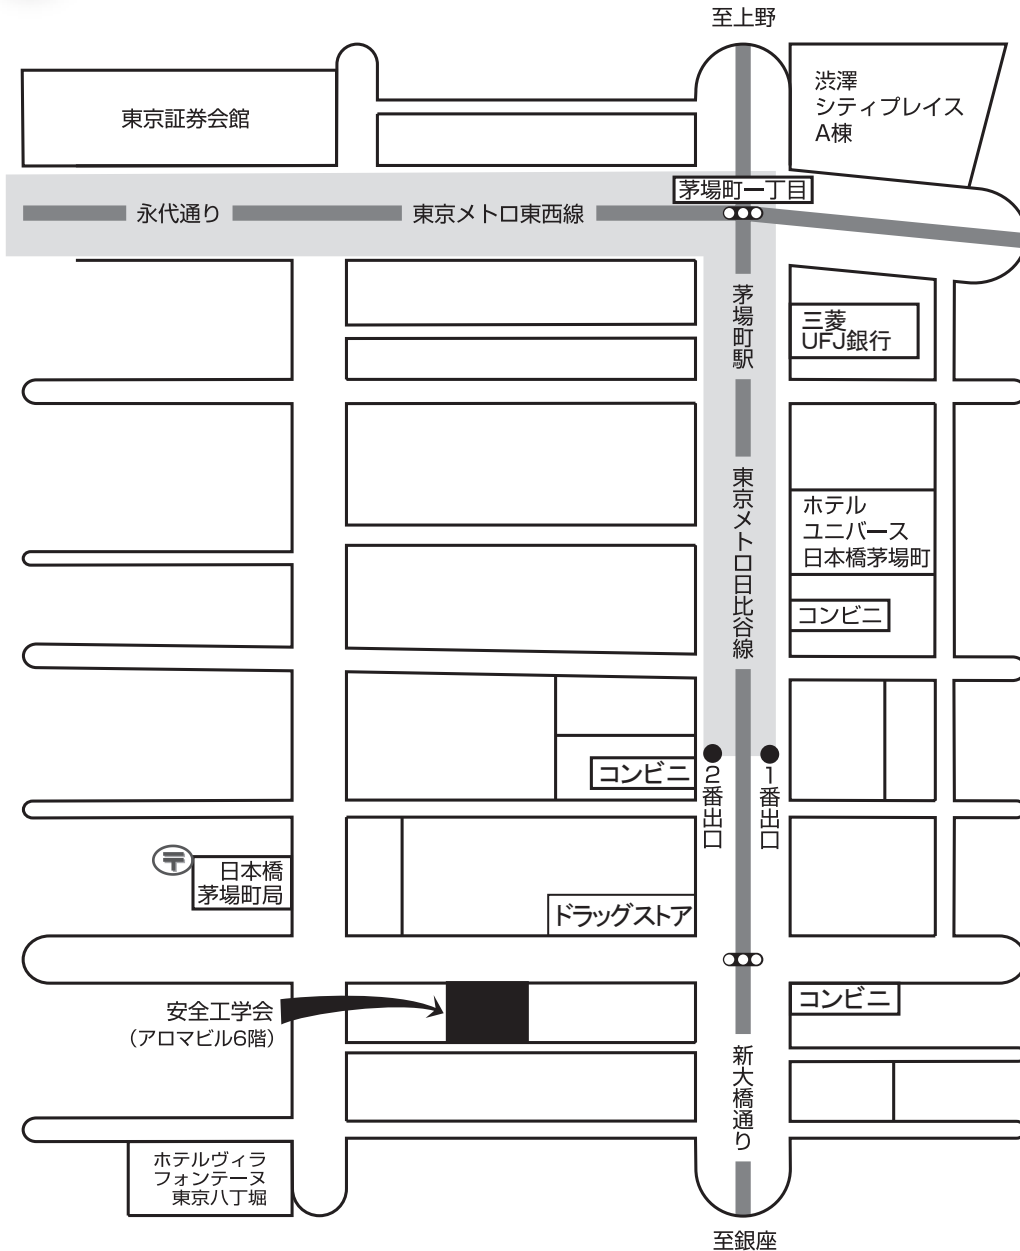 至上野
東京証券会館
渋澤
シティプレイス
A棟
茅場町一丁目
永代通り
東京メトロ東西線
茅場町駅
三菱
UFJ銀行
東京メトロ日比谷線
ホテル
ユニバース
日本橋茅場町
コンビニ
コンビニ
2番出口
1番出口
〒
日本橋
茅場町局
ドラッグストア
安全工学会
（アロマビル6階）
コンビニ
新大橋通り
ホテルヴィラ
フォンテーヌ
東京八丁堀
至銀座